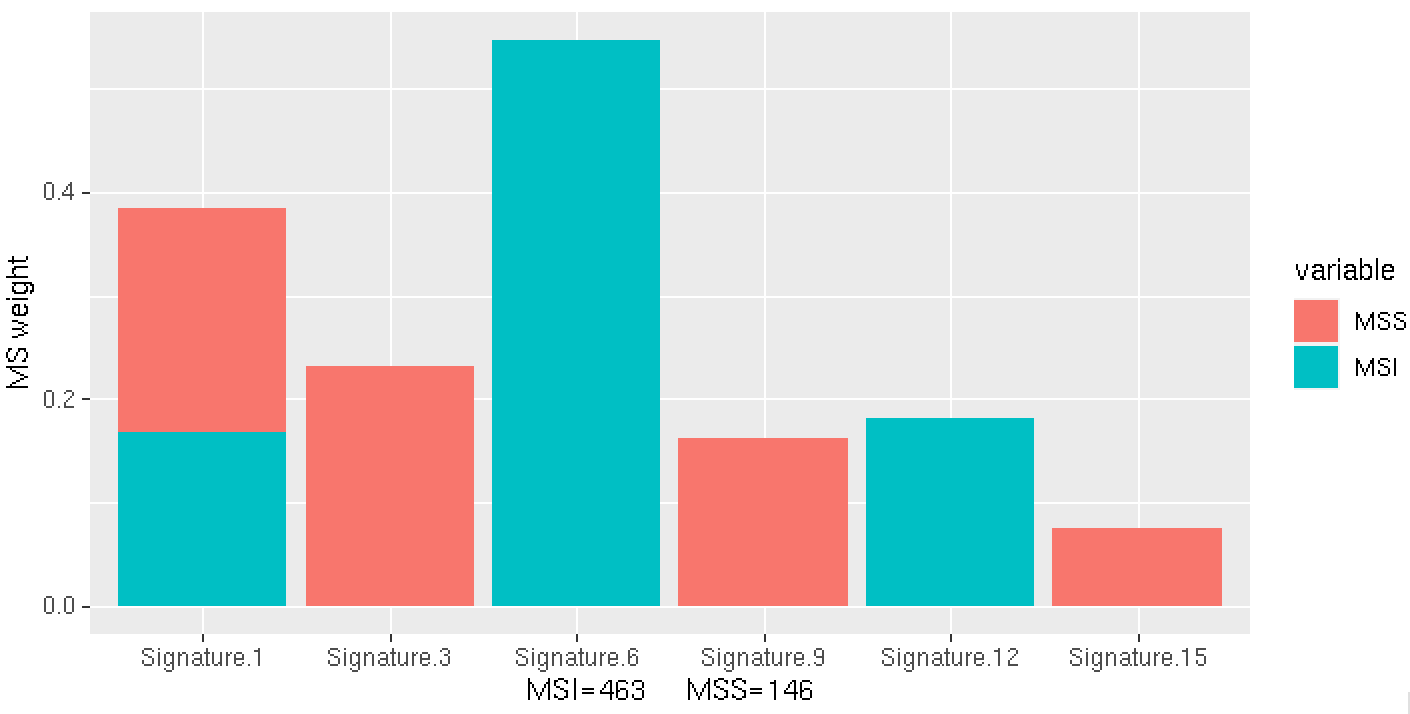 MS weight
0.4
0.2
0.0
Signature.1 Signature.3 Signature.6 Signature.9 Signature.12 Signature.15
MSI=463 MSS=146
variable
MSS
MSI